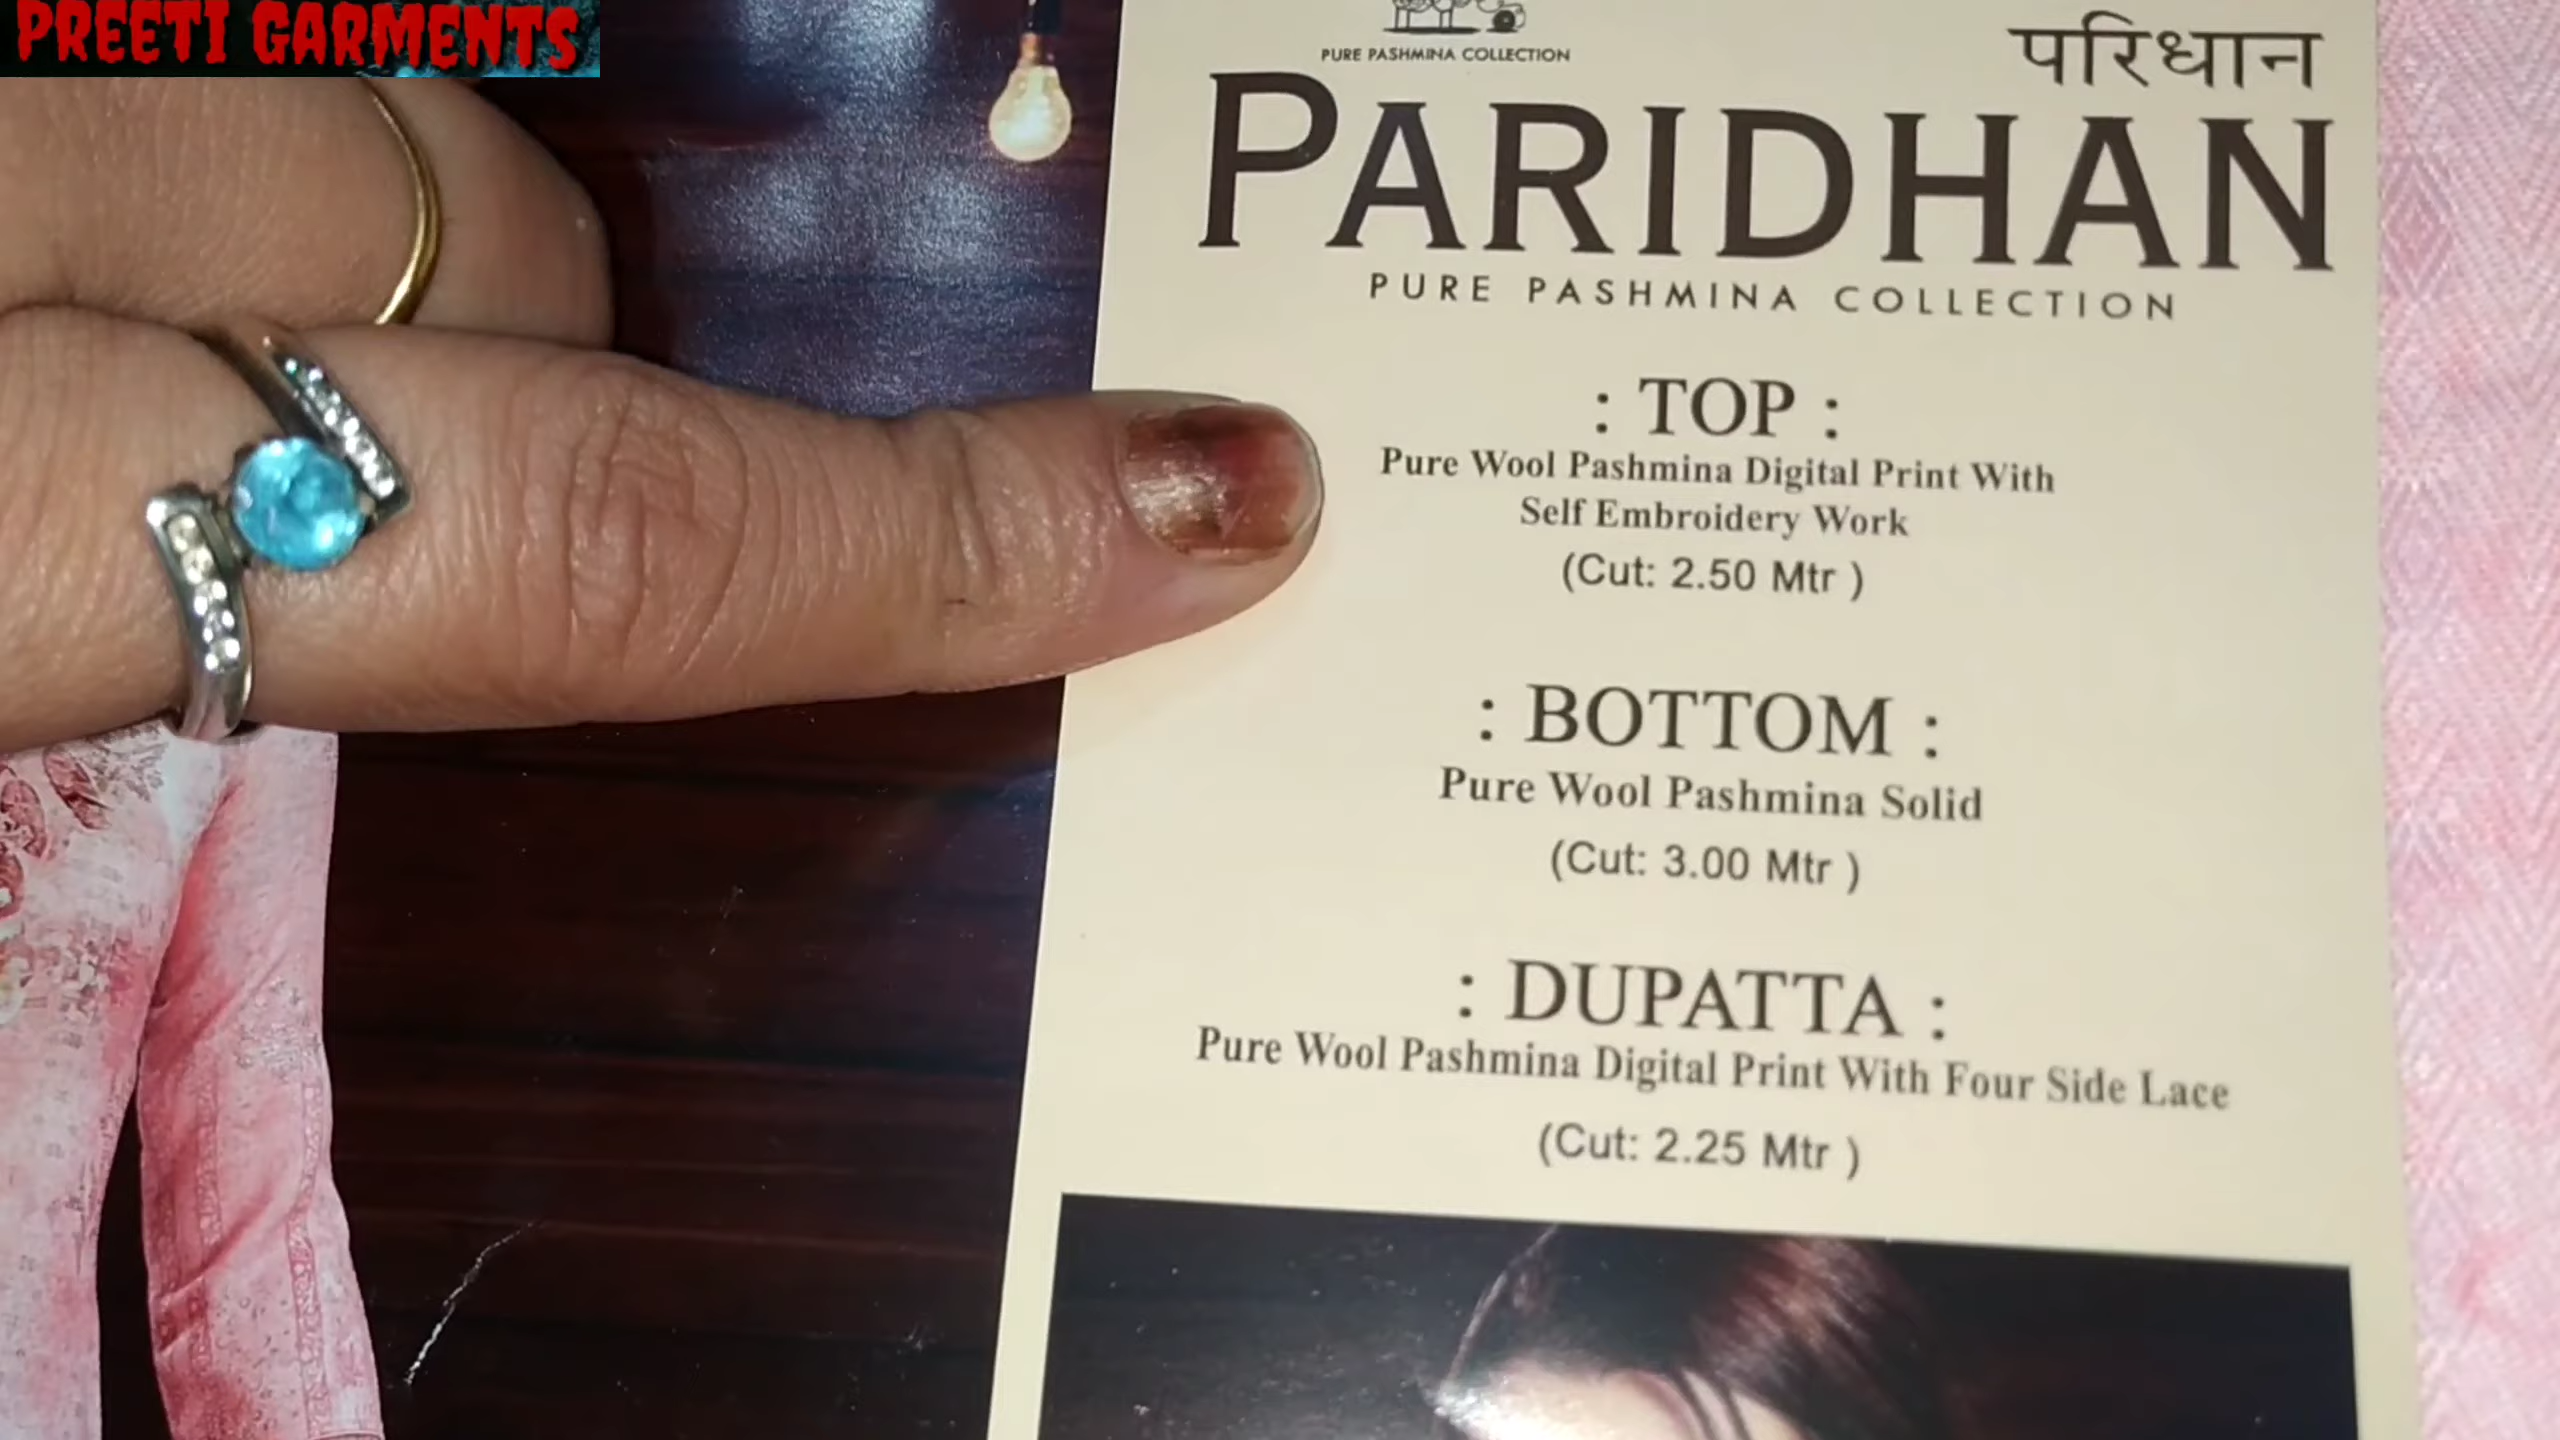 PREETI GARMENTS
PURE PASHMINA COLLECTION
परिधान
PARIDHAN
PURE PASHMINA COLLECTION
: TOP :
Pure Wool Pashmina Digital Print With
Self Embroidery Work
(Cut: 2.50 Mtr )
: BOTTOM :
Pure Wool Pashmina Solid
(Cut: 3.00 Mtr )
: DUPATTA :
Pure Wool Pashmina Digital Print With Four Side Lace
(Cut: 2.25 Mtr )